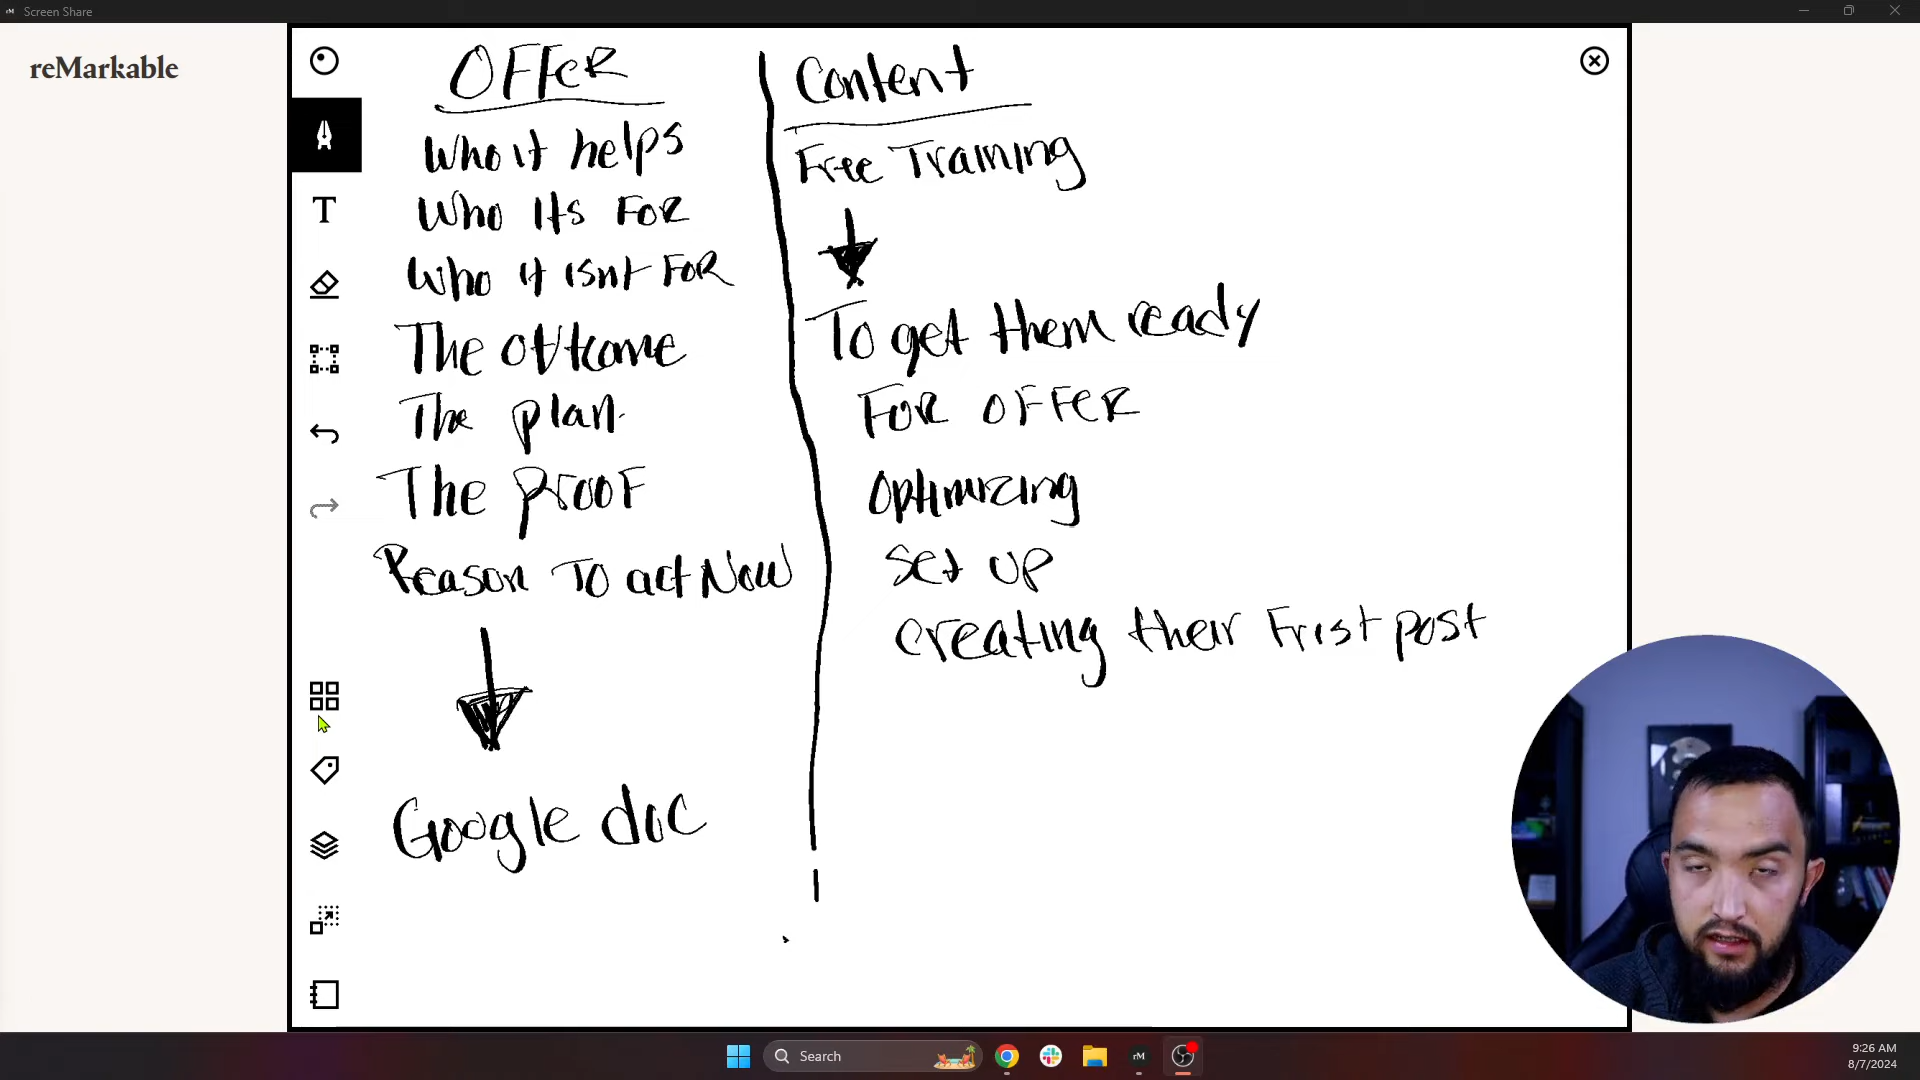 Screen Share
reMarkable
OFFER
Who it helps
Who Its FOR
Who it isnt FOR
The outcome
The plan
The proof
Reason To act Now
Google doc
Content
Free Training
To get them ready
FOR OFFER
Optimizing
Set up
creating their Frist post
T
Search
rM
9:26 AM
8/7/2024